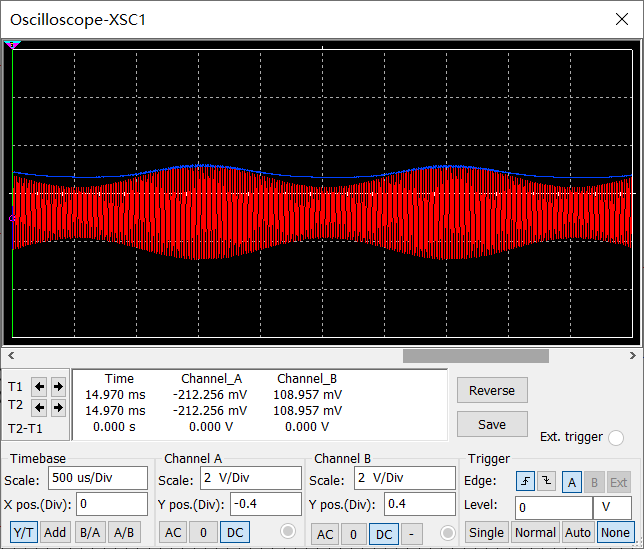 Oscilloscope-XSC1
T1
T2
T2-T1
Time Channel_A Channel_B
14.970 ms -212.256 mV 108.957 mV
14.970 ms -212.256 mV 108.957 mV
0.000 s 0.000 V 0.000 V
Reverse
Save
Ext. trigger
Timebase
Scale: 500 us/Div
X pos.(Div): 0
Y/T Add B/A A/B
Channel A
Scale: 2 V/Div
Y pos.(Div): -0.4
AC 0 DC
Channel B
Scale: 2 V/Div
Y pos.(Div): 0.4
AC 0 DC -
Trigger
Edge: A B Ext
Level: 0 V
Single Normal Auto None